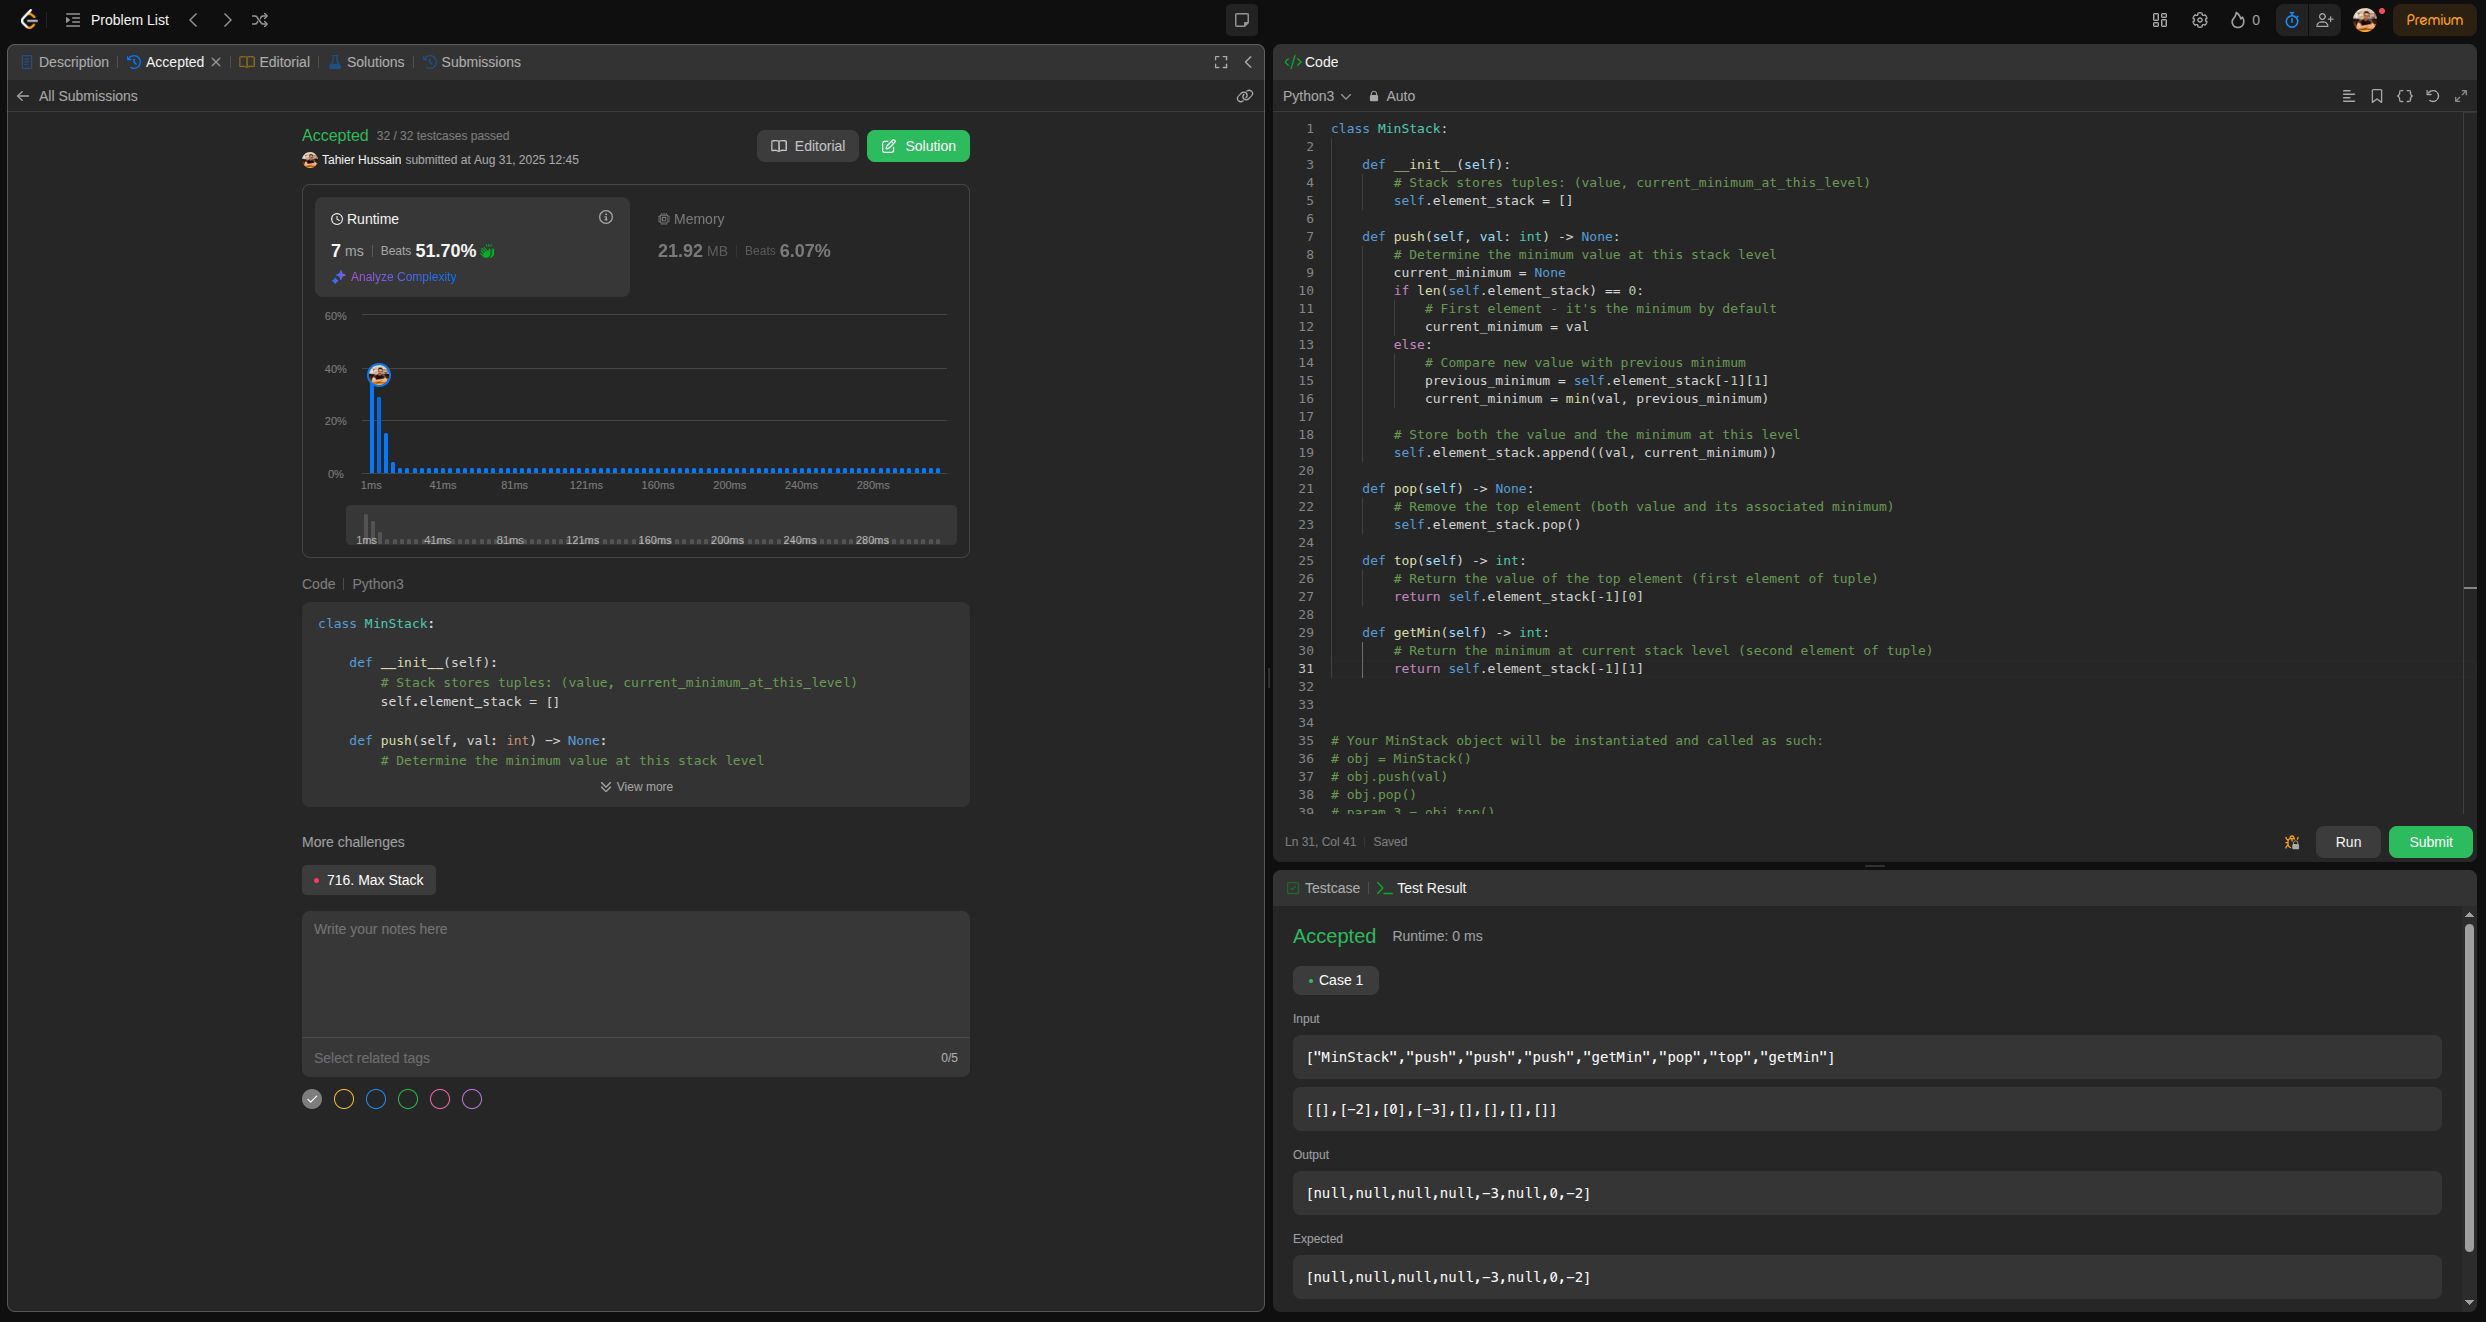 Problem List
0
Premium
Description
Accepted
Editorial
Solutions
Submissions
All Submissions
Accepted 32 / 32 testcases passed
Tahier Hussain submitted at Aug 31, 2025 12:45
Editorial
Solution
Runtime
7 ms Beats 51.70%
Analyze Complexity
Memory
21.92 MB Beats 6.07%
60%
40%
20%
0%
1ms 41ms 81ms 121ms 160ms 200ms 240ms 280ms
1ms 41ms 81ms 121ms 160ms 200ms 240ms 280ms
Code Python3
class MinStack:
def __init__(self):
# Stack stores tuples: (value, current_minimum_at_this_level)
self.element_stack = []
def push(self, val: int) -> None:
# Determine the minimum value at this stack level
View more
More challenges
716. Max Stack
Write your notes here
Select related tags 0/5
Code
Python3 Auto
1 class MinStack:
2
3 def __init__(self):
4 # Stack stores tuples: (value, current_minimum_at_this_level)
5 self.element_stack = []
6
7 def push(self, val: int) -> None:
8 # Determine the minimum value at this stack level
9 current_minimum = None
10 if len(self.element_stack) == 0:
11 # First element - it's the minimum by default
12 current_minimum = val
13 else:
14 # Compare new value with previous minimum
15 previous_minimum = self.element_stack[-1][1]
16 current_minimum = min(val, previous_minimum)
17
18 # Store both the value and the minimum at this level
19 self.element_stack.append((val, current_minimum))
20
21 def pop(self) -> None:
22 # Remove the top element (both value and its associated minimum)
23 self.element_stack.pop()
24
25 def top(self) -> int:
26 # Return the value of the top element (first element of tuple)
27 return self.element_stack[-1][0]
28
29 def getMin(self) -> int:
30 # Return the minimum at current stack level (second element of tuple)
31 return self.element_stack[-1][1]
32
33
34
35 # Your MinStack object will be instantiated and called as such:
36 # obj = MinStack()
37 # obj.push(val)
38 # obj.pop()
39 # param_3 = obj.top()
Ln 31, Col 41 Saved
Run
Submit
Testcase
Test Result
Accepted Runtime: 0 ms
Case 1
Input
["MinStack","push","push","push","getMin","pop","top","getMin"]
[[],[-2],[0],[-3],[],[],[],[]]
Output
[null,null,null,null,-3,null,0,-2]
Expected
[null,null,null,null,-3,null,0,-2]